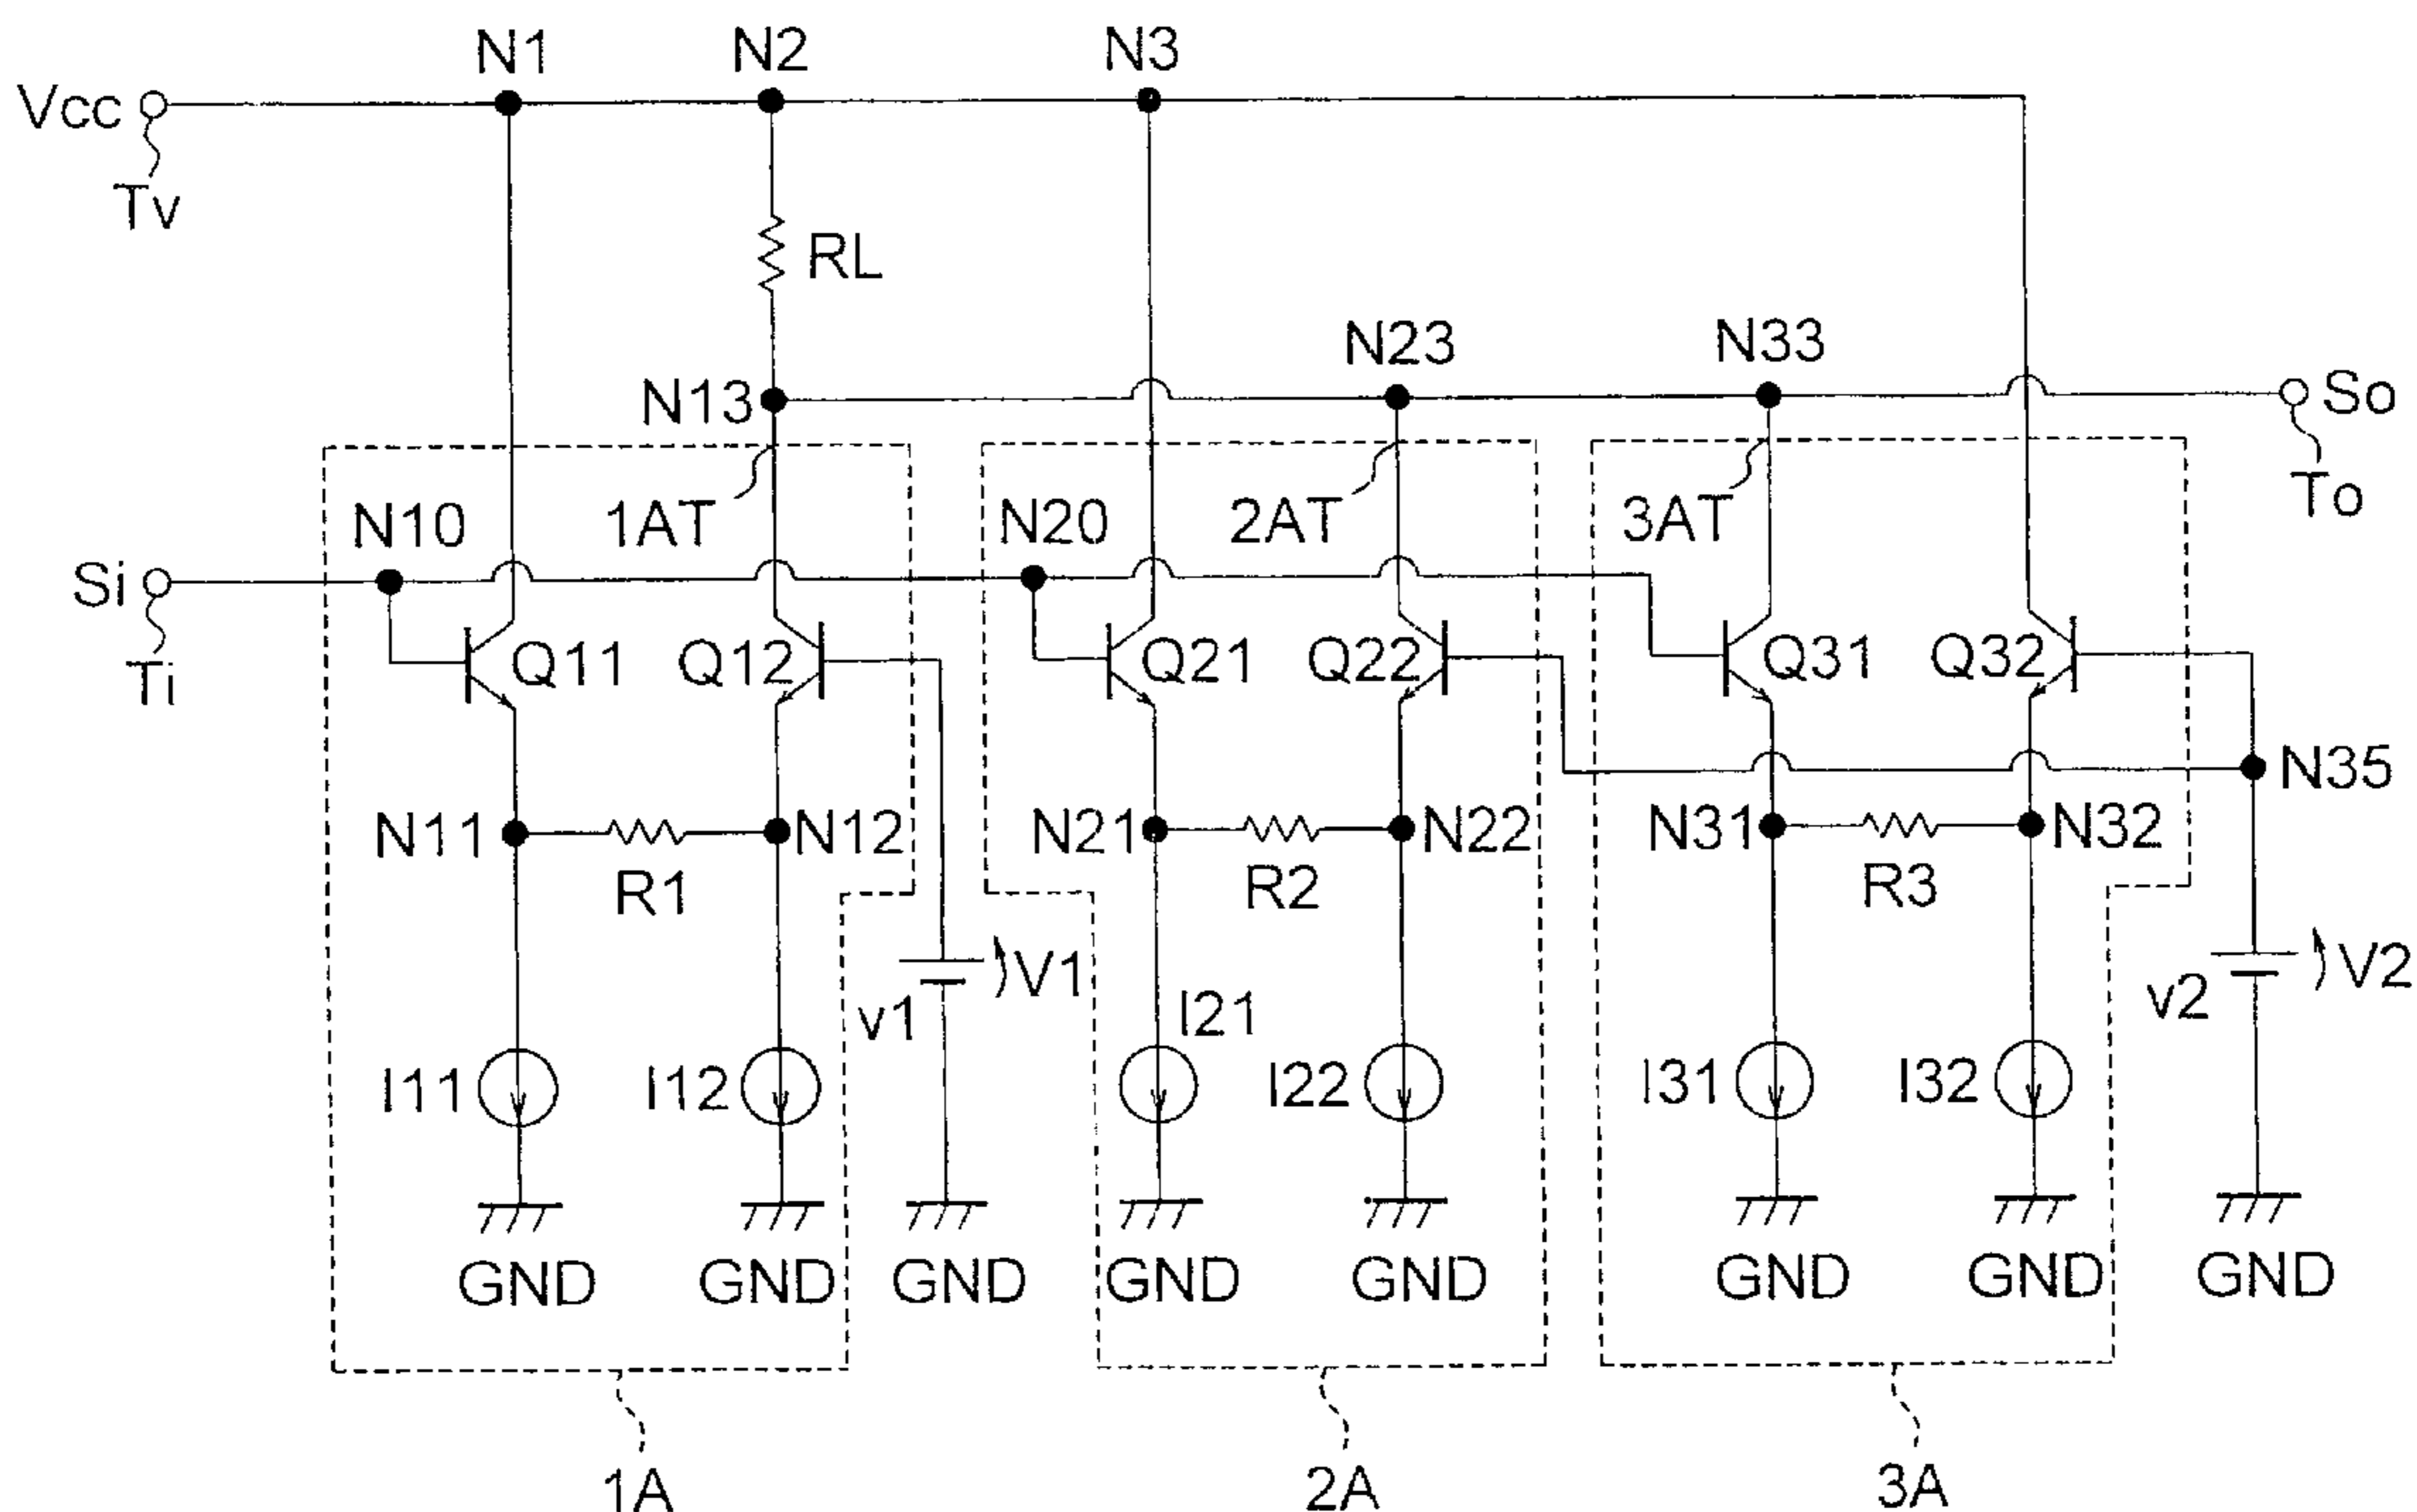 N1 N2 N3
Vcc
Tv
RL
N23 N33
N13 So
To
N10 1AT N20 2AT 3AT
Si
Ti
Q11 Q12 Q21 Q22 Q31 Q32
N35
N11 N12 N21 N22 N31 N32
R1 R2 R3
V1 V2
v1 I21 v2
I11 I12 I22 I31 I32
GND GND GND GND GND GND GND GND
1A 2A 3A